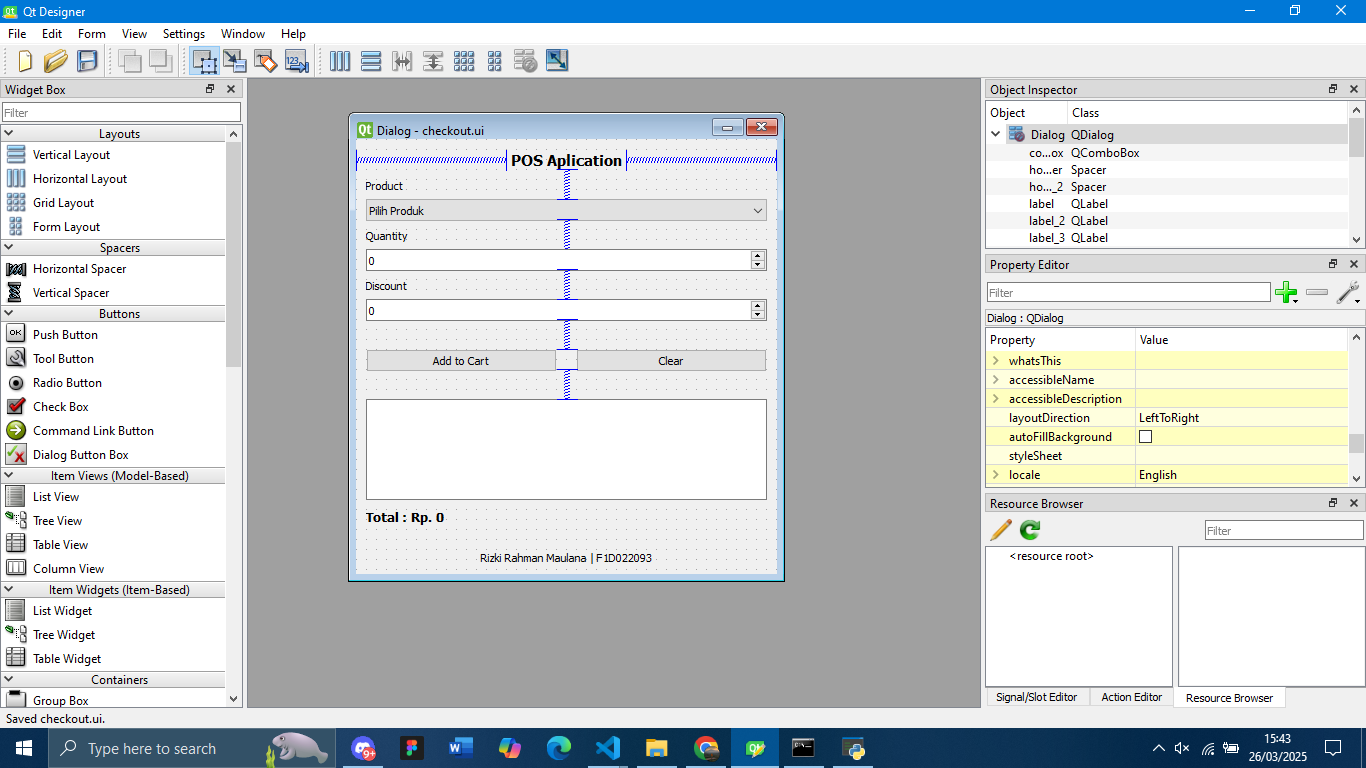 Qt Designer
File Edit Form View Settings Window Help
Widget Box
Filter
Layouts
Vertical Layout
Horizontal Layout
Grid Layout
Form Layout
Spacers
Horizontal Spacer
Vertical Spacer
Buttons
OK Push Button
Tool Button
Radio Button
Check Box
Command Link Button
Dialog Button Box
Item Views (Model-Based)
List View
Tree View
Table View
Column View
Item Widgets (Item-Based)
List Widget
Tree Widget
Table Widget
Containers
Group Box
Qt Dialog - checkout.ui
POS Aplication
Product
Pilih Produk
Quantity
0
Discount
0
Add to Cart Clear
Total : Rp. 0
Rizki Rahman Maulana | F1D022093
Object Inspector
Object Class
Dialog QDialog
co...ox QComboBox
ho...er Spacer
ho..._2 Spacer
label QLabel
label_2 QLabel
label_3 QLabel
Property Editor
Filter
Dialog : QDialog
Property Value
whatsThis
accessibleName
accessibleDescription
layoutDirection LeftToRight
autoFillBackground
styleSheet
locale English
Resource Browser
Filter
<resource root>
Signal/Slot Editor Action Editor Resource Browser
Saved checkout.ui.
Type here to search
9+
15:43
26/03/2025